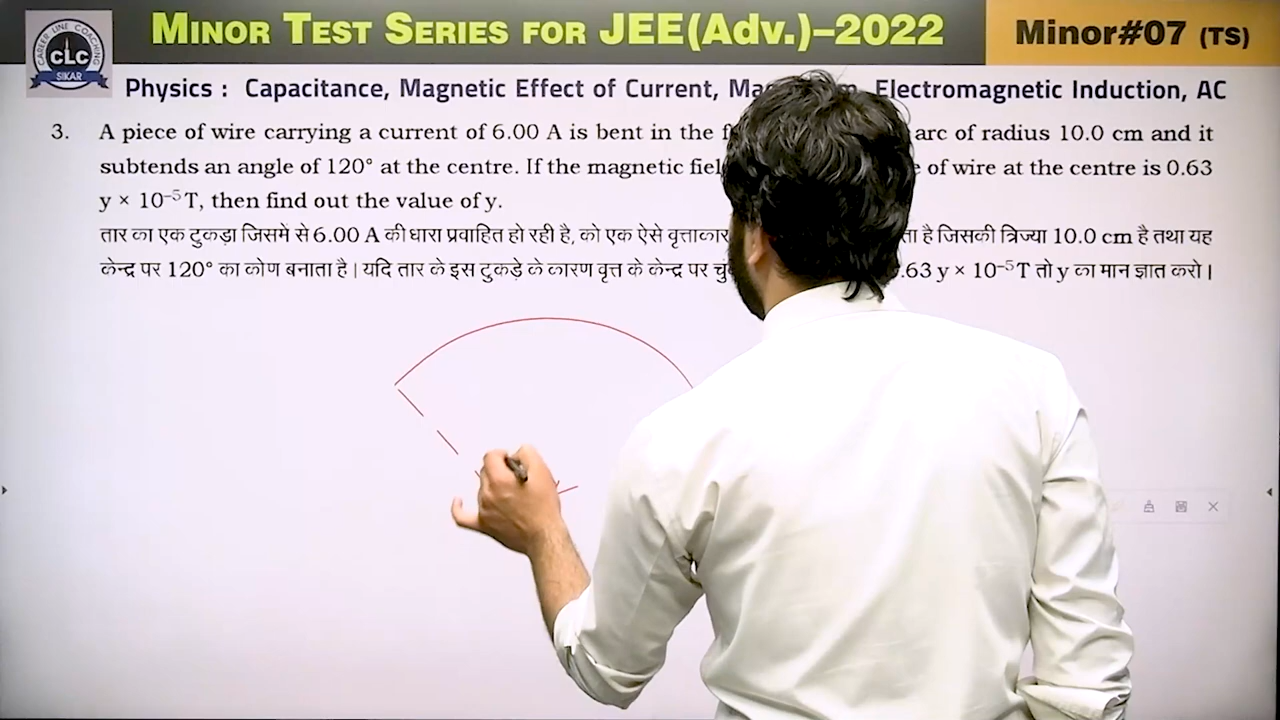 MINOR TEST SERIES FOR JEE(Adv.)–2022
Minor#07 (TS)
CAREER LINE COACHING
CLC
SIKAR
Physics : Capacitance, Magnetic Effect of Current, Electromagnetic Induction, AC
3. A piece of wire carrying a current of 6.00 A is bent in the arc of radius 10.0 cm and it
subtends an angle of 120° at the centre. If the magnetic of wire at the centre is 0.63
y × 10⁻⁵T, then find out the value of y.
तार का एक टुकड़ा जिसमे से 6.00 A की धारा प्रवाहित हो रही है, को एक ऐसे है जिसकी त्रिज्या 10.0 cm है तथा यह
केन्द्र पर 120° का कोण बनाता है। यदि तार के इस टुकड़े के कारण वृत्त के केन्द्र पर .63 y × 10⁻⁵T तो y का मान ज्ञात करो।